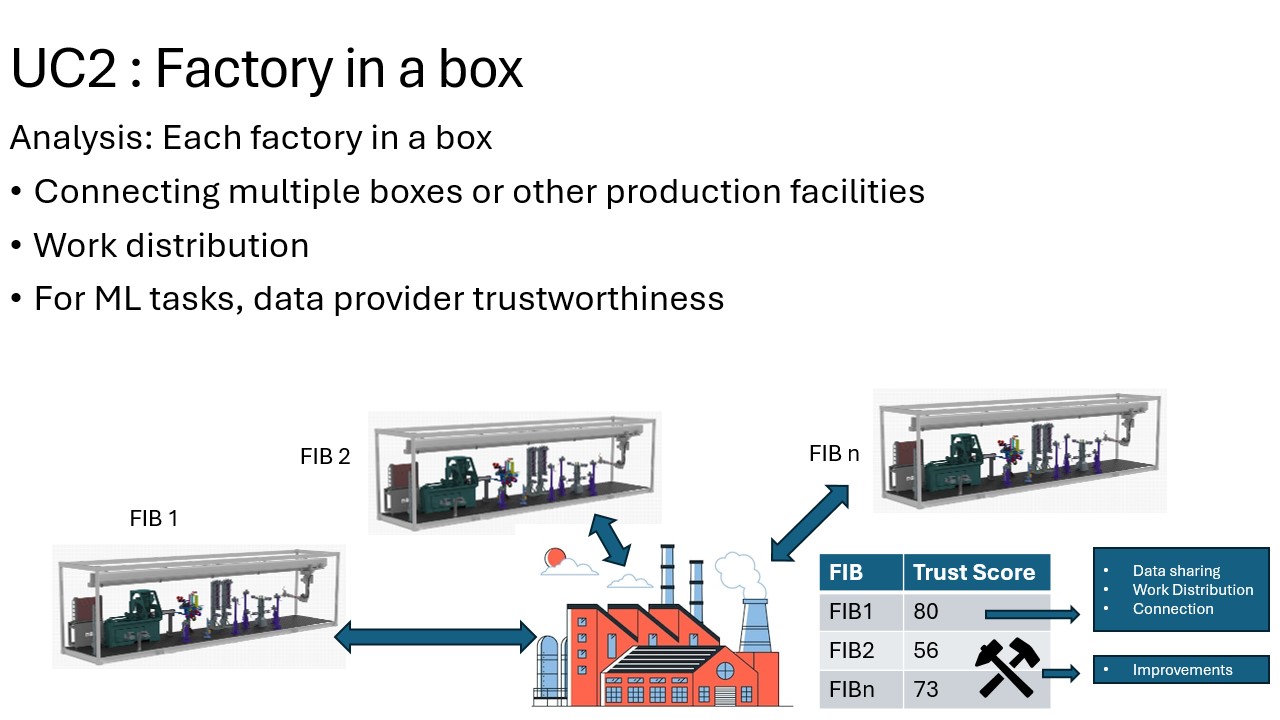 UC2 : Factory in a box
Analysis: Each factory in a box
• Connecting multiple boxes or other production facilities
• Work distribution
• For ML tasks, data provider trustworthiness
FIB 1
FIB 2
FIB n
FIB Trust Score
FIB1 80
FIB2 56
FIBn 73
• Data sharing
• Work Distribution
• Connection
• Improvements